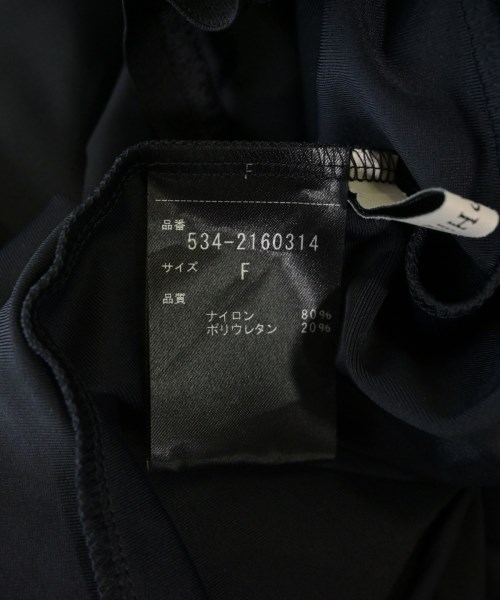 F
品番
534-2160314
サイズ F
品質
ナイロン 80%
ポリウレタン 20%
H